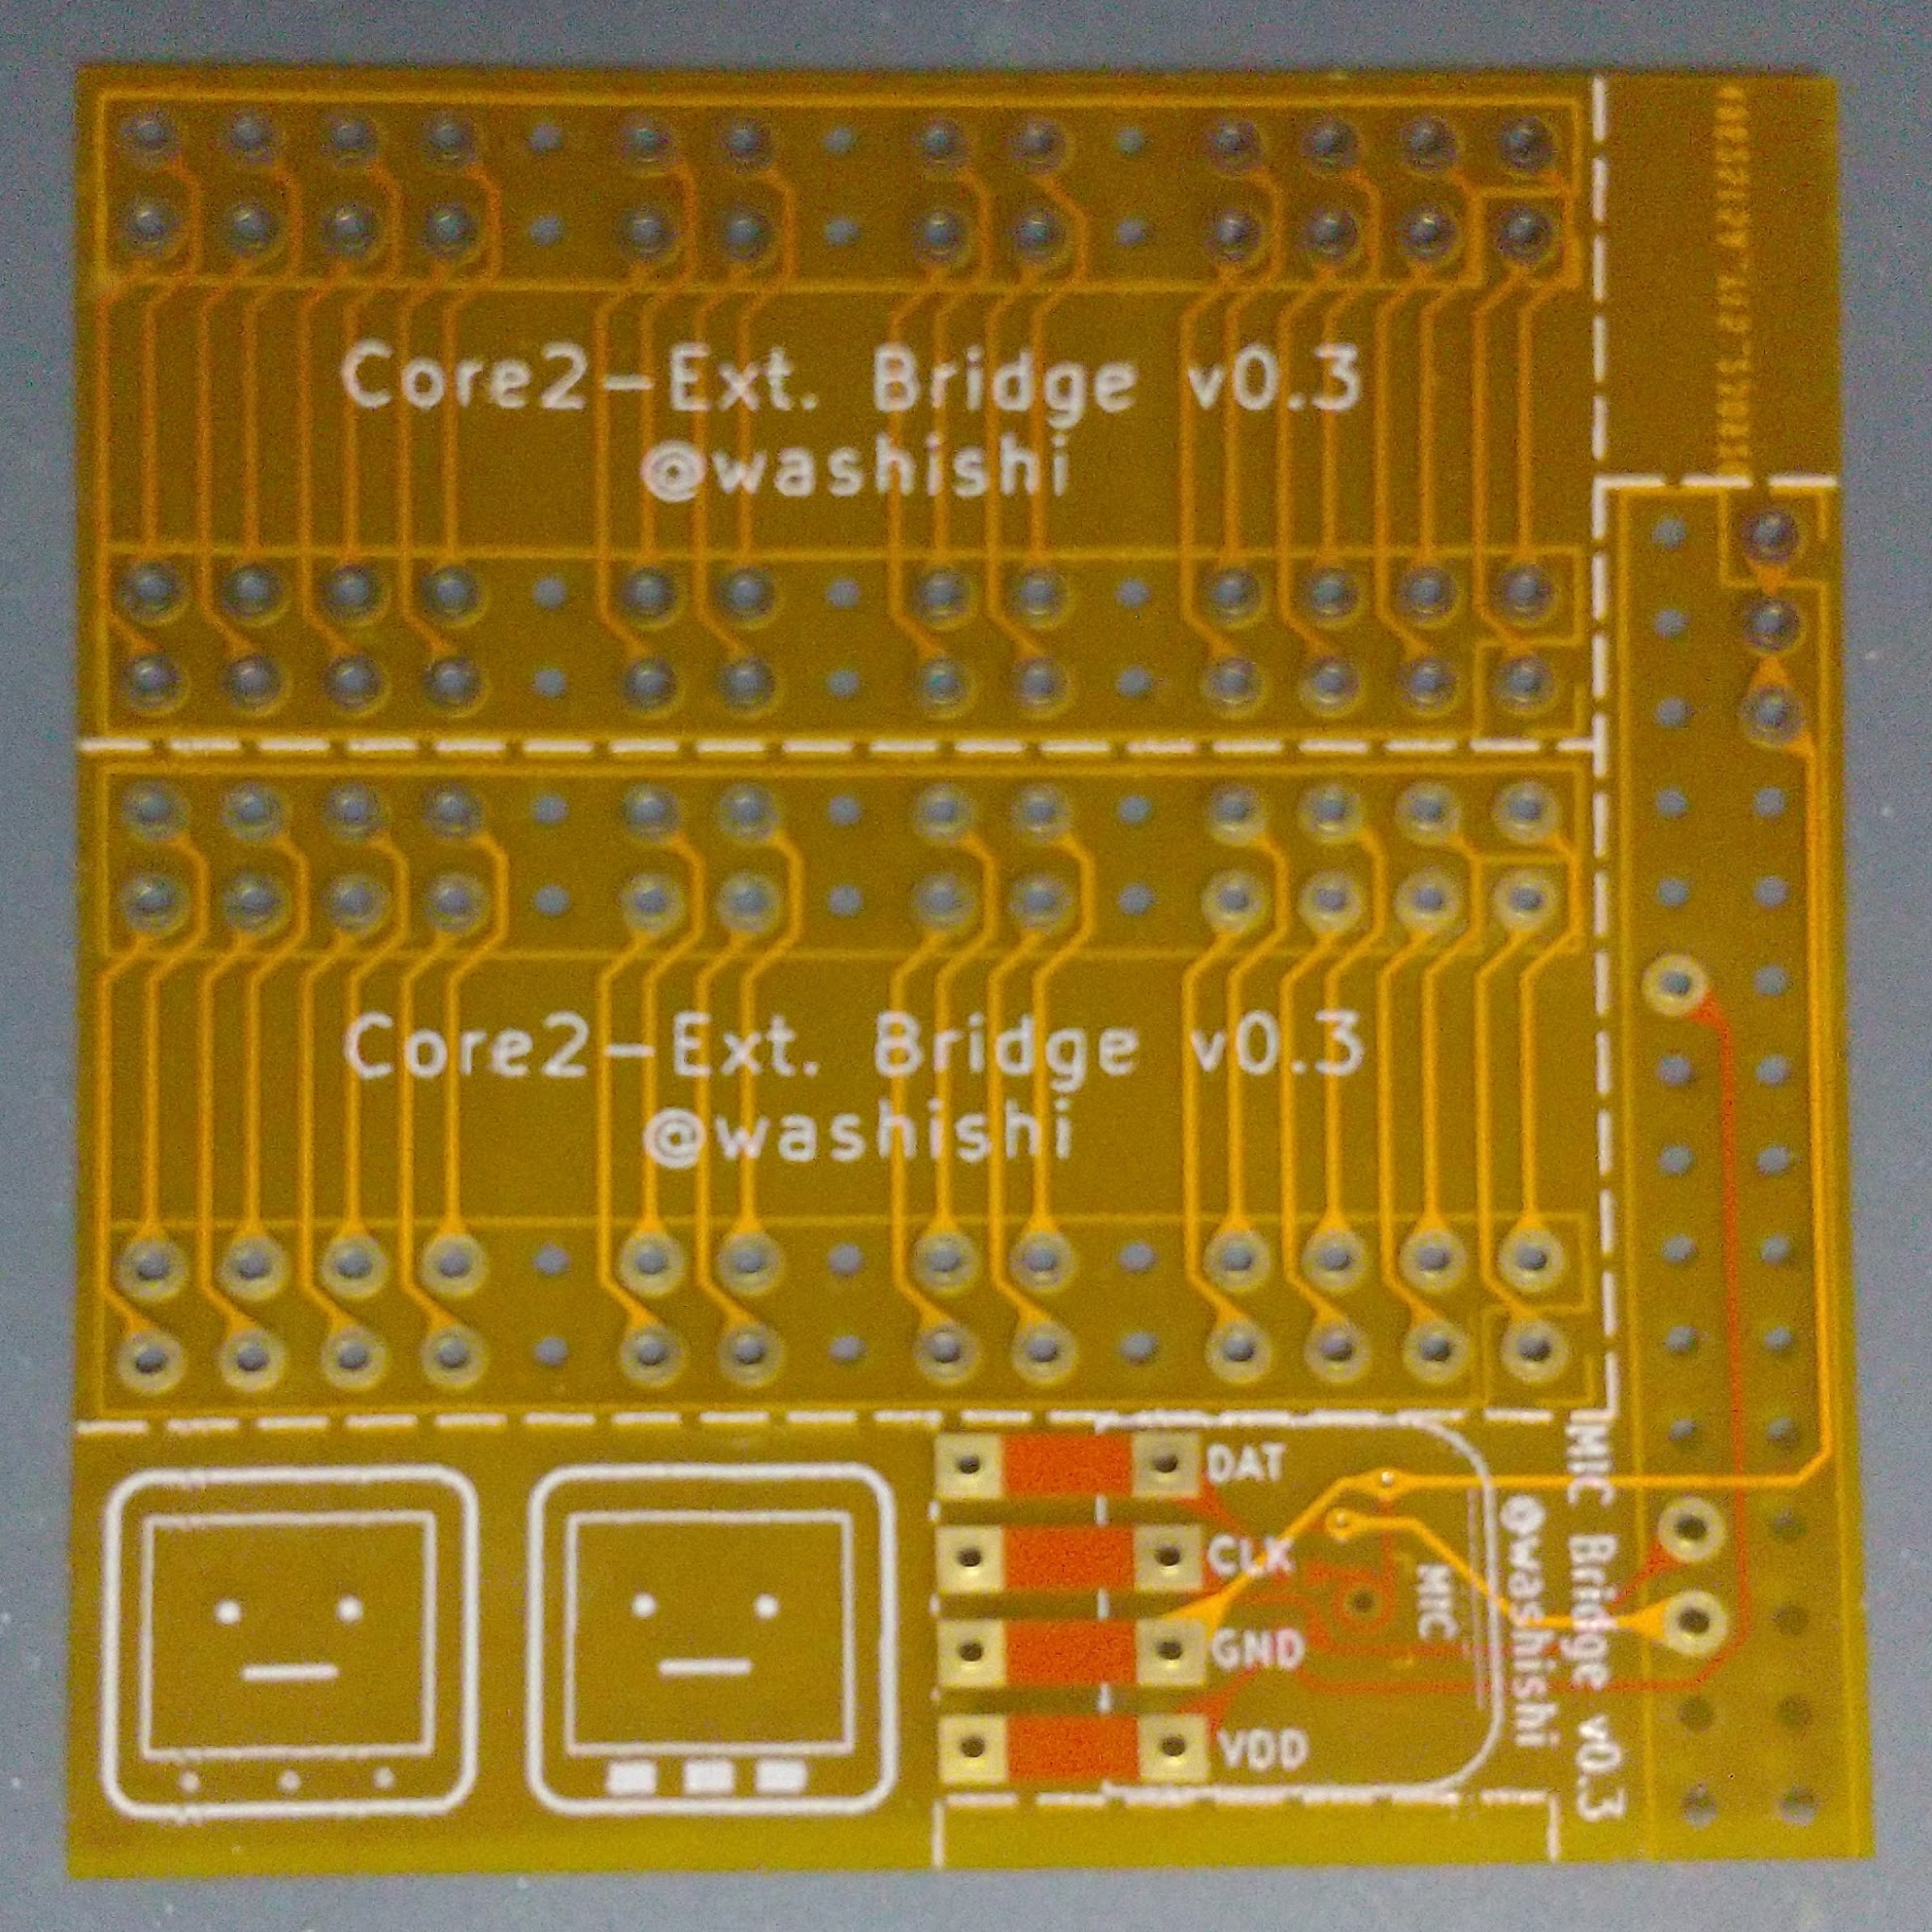 Core2-Ext. Bridge v0.3
@washishi
Core2-Ext. Bridge v0.3
@washishi
DAT
CLK
GND
VDD
MIC
MIC Bridge v0.3
@washishi